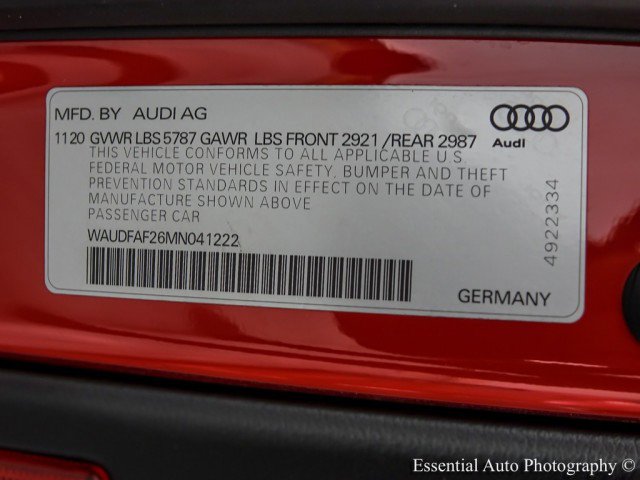 MFD. BY AUDI AG
1120 GVWR LBS 5787 GAWR LBS FRONT 2921 /REAR 2987
Audi
THIS VEHICLE CONFORMS TO ALL APPLICABLE U.S.
FEDERAL MOTOR VEHICLE SAFETY, BUMPER AND THEFT
PREVENTION STANDARDS IN EFFECT ON THE DATE OF
MANUFACTURE SHOWN ABOVE
PASSENGER CAR
WAUDFAF26MN041222
4922334
GERMANY
Essential Auto Photography ©